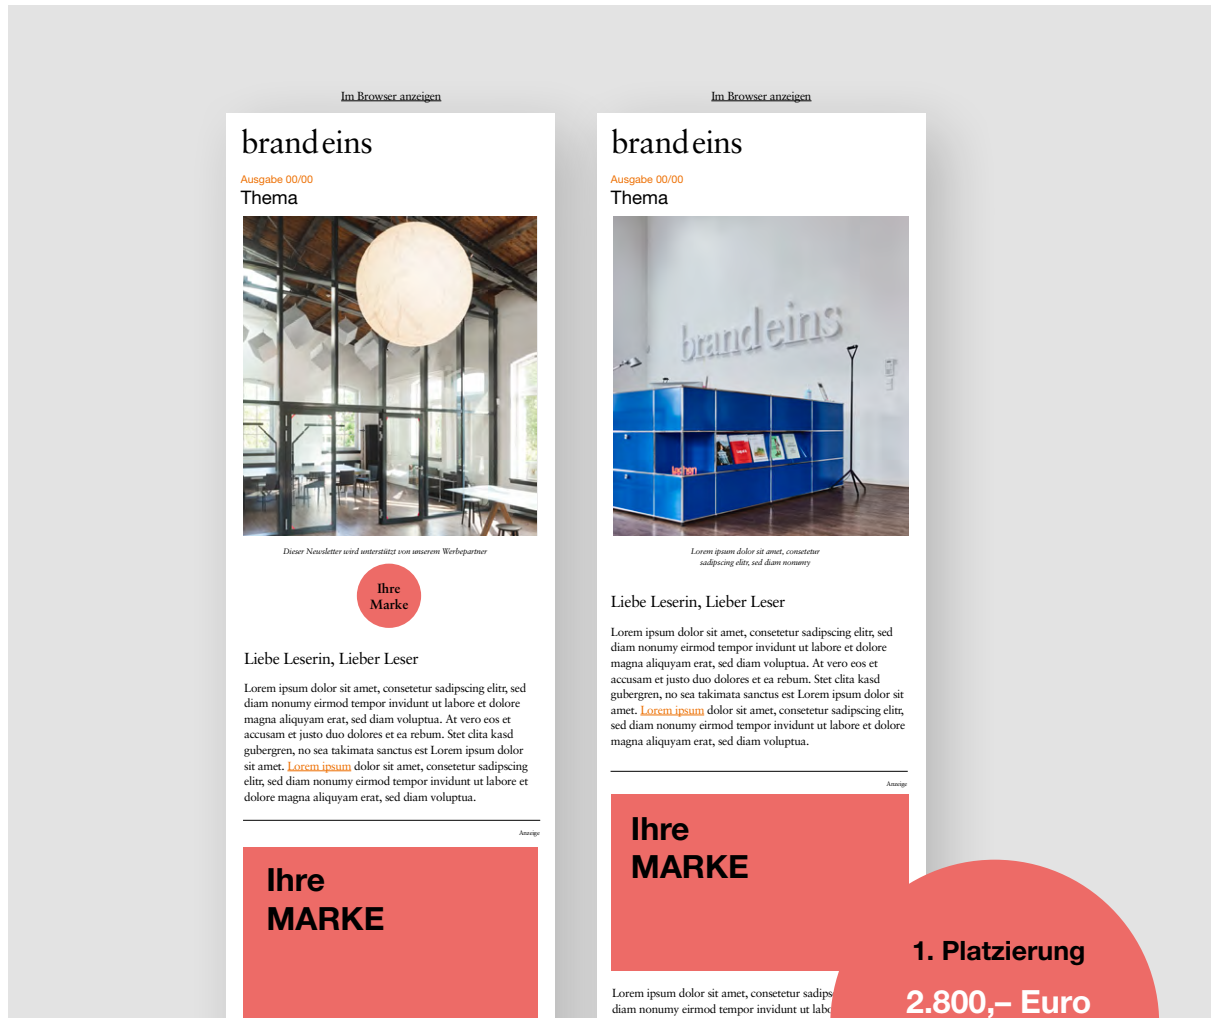 Im Browser anzeigen
brand eins
Ausgabe 00/00
Thema
Dieser Newsletter wird unterstützt von unserem Werbepartner
Ihre
Marke
Liebe Leserin, Lieber Leser
Lorem ipsum dolor sit amet, consetetur sadipscing elitr, sed
diam nonumy eirmod tempor invidunt ut labore et dolore
magna aliquyam erat, sed diam voluptua. At vero eos et
accusam et justo duo dolores et ea rebum. Stet clita kasd
gubergren, no sea takimata sanctus est Lorem ipsum dolor
sit amet. Lorem ipsum dolor sit amet, consetetur sadipscing
elitr, sed diam nonumy eirmod tempor invidunt ut labore et
dolore magna aliquyam erat, sed diam voluptua.
Anzeige
Ihre
MARKE
Im Browser anzeigen
brand eins
Ausgabe 00/00
Thema
brand eins
Lorem ipsum dolor sit amet, consetetur
sadipscing elitr, sed diam nonumy
Liebe Leserin, Lieber Leser
Lorem ipsum dolor sit amet, consetetur sadipscing elitr, sed
diam nonumy eirmod tempor invidunt ut labore et dolore
magna aliquyam erat, sed diam voluptua. At vero eos et
accusam et justo duo dolores et ea rebum. Stet clita kasd
gubergren, no sea takimata sanctus est Lorem ipsum dolor sit
amet. Lorem ipsum dolor sit amet, consetetur sadipscing elitr,
sed diam nonumy eirmod tempor invidunt ut labore et dolore
magna aliquyam erat, sed diam voluptua.
Anzeige
Ihre
MARKE
Lorem ipsum dolor sit amet, consetetur sadips
diam nonumy eirmod tempor invidunt ut labo
1. Platzierung
2.800,– Euro